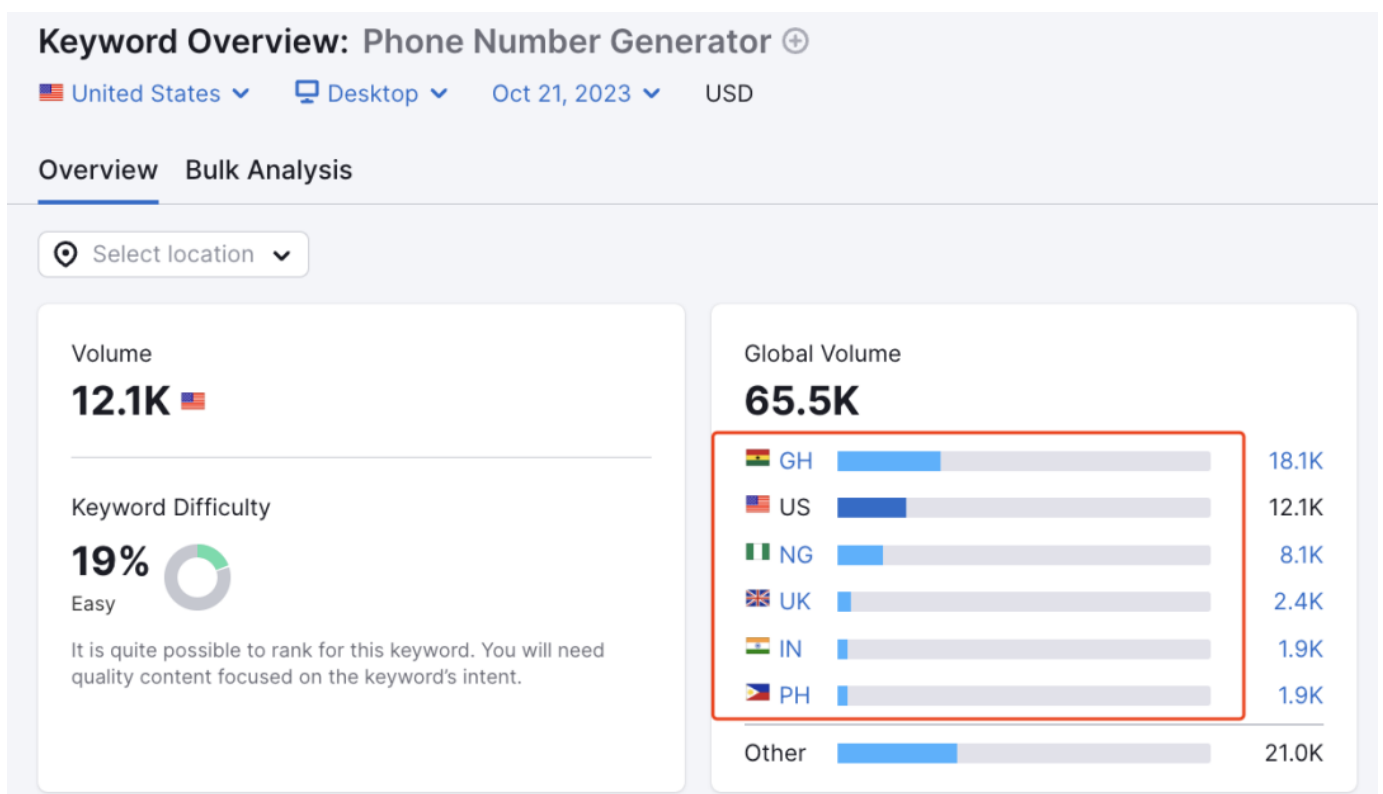 Keyword Overview: Phone Number Generator
United States Desktop Oct 21, 2023 USD
Overview Bulk Analysis
Select location
Volume
12.1K
Keyword Difficulty
19%
Easy
It is quite possible to rank for this keyword. You will need
quality content focused on the keyword's intent.
Global Volume
65.5K
GH 18.1K
US 12.1K
NG 8.1K
UK 2.4K
IN 1.9K
PH 1.9K
Other 21.0K